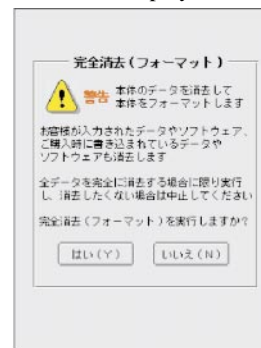 完全消去(フォーマット)
警告 本体のデータを消去して
本体をフォーマットします
お客様が入力されたデータやソフトウェア、
ご購入時に書き込まれているデータや
ソフトウェアも消去します
全データを完全に消去する場合に限り実行
し、消去したくない場合は中止してください
完全消去(フォーマット)を実行しますか?
はい(Y) いいえ(N)